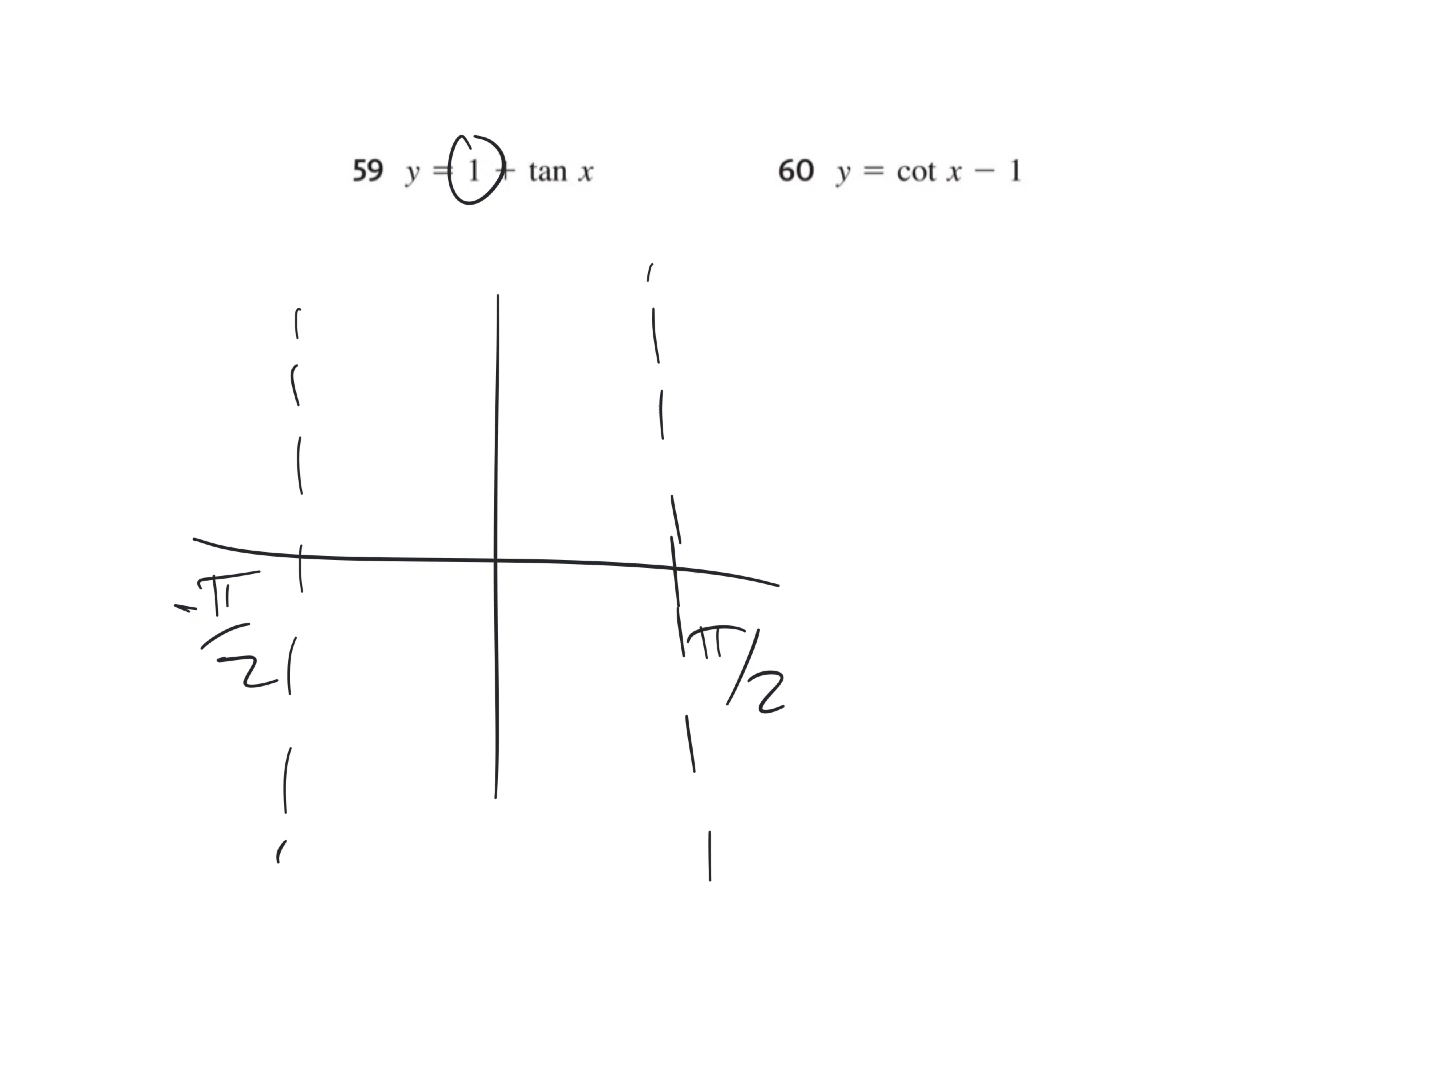 59 y = 1 + tan x
60 y = cot x − 1
-π/2
π/2